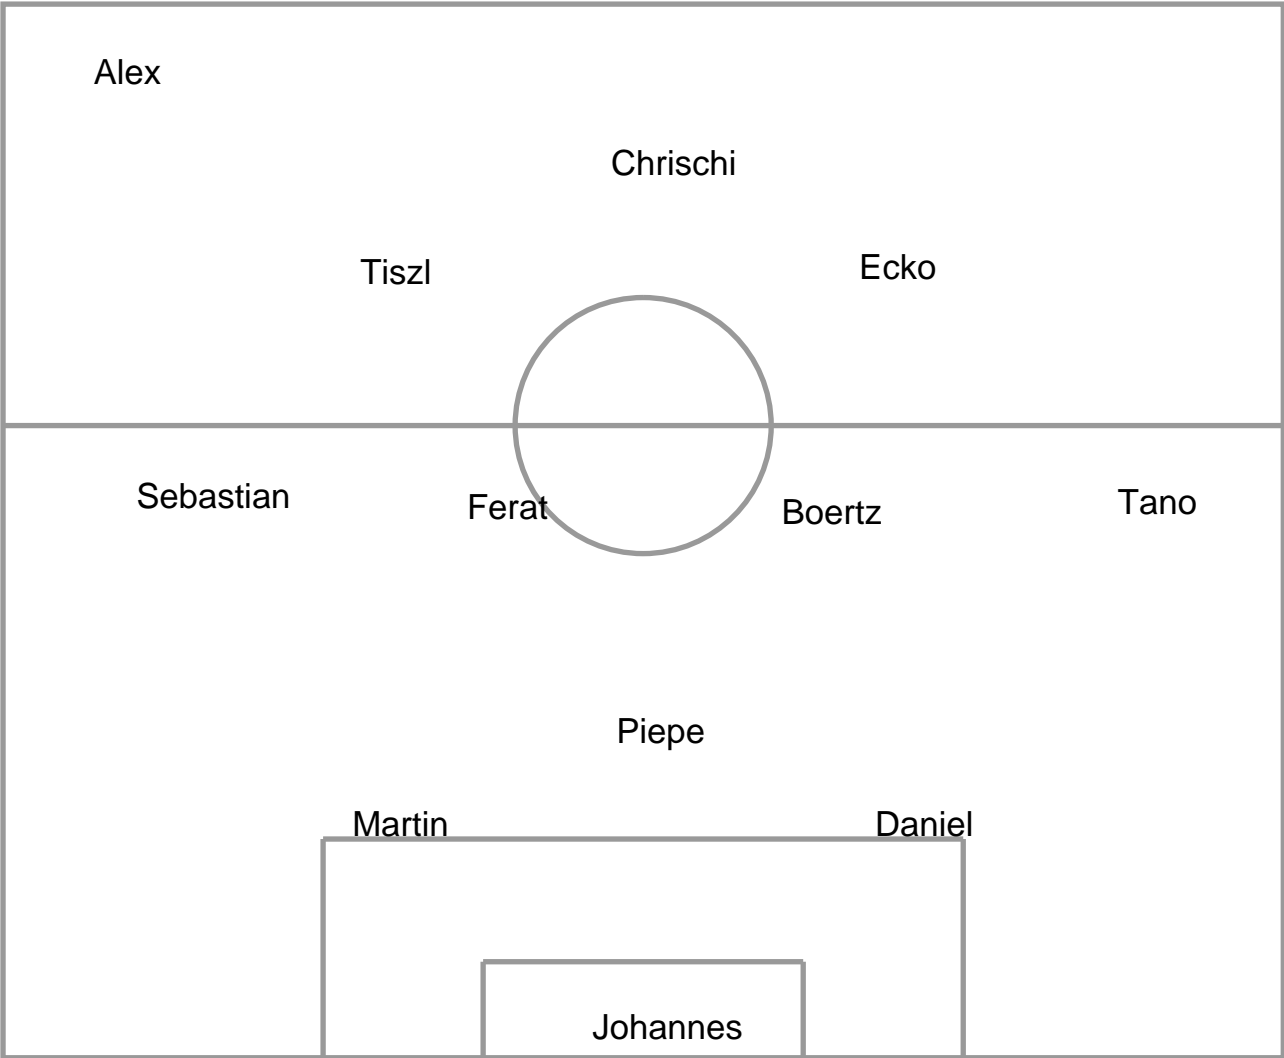 Alex
Chrischi
Tiszl
Ecko
Sebastian
Ferat
Boertz
Tano
Piepe
Martin
Daniel
Johannes